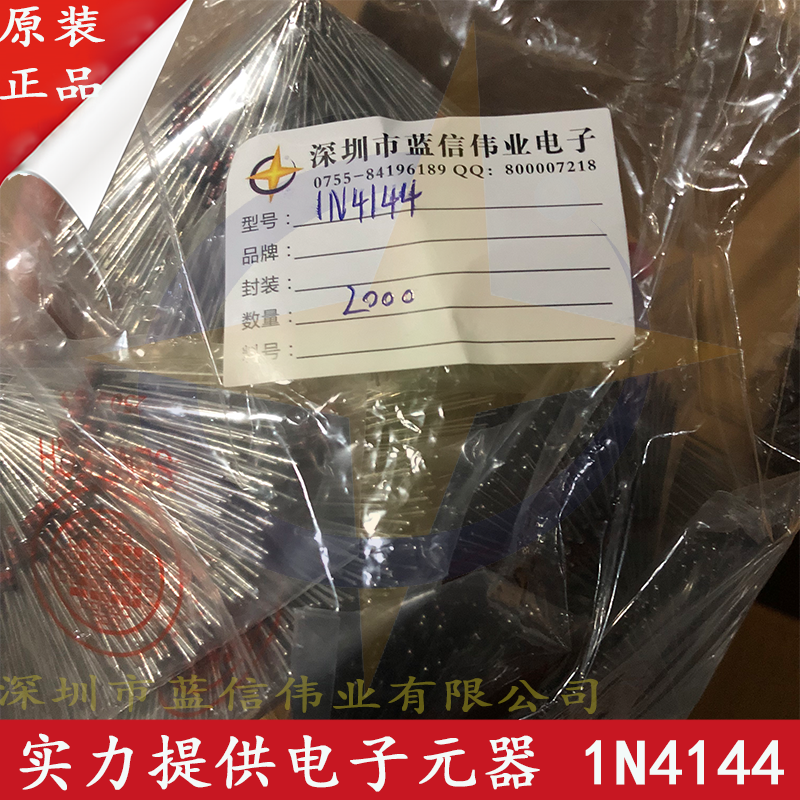 原装
正品
深圳市蓝信伟业电子
0755-84196189 QQ: 800007218
型号: 1N4144
品牌:
封装:
数量: 2000
料号:
深圳市蓝信伟业有限公司
实力提供电子元器 1N4144